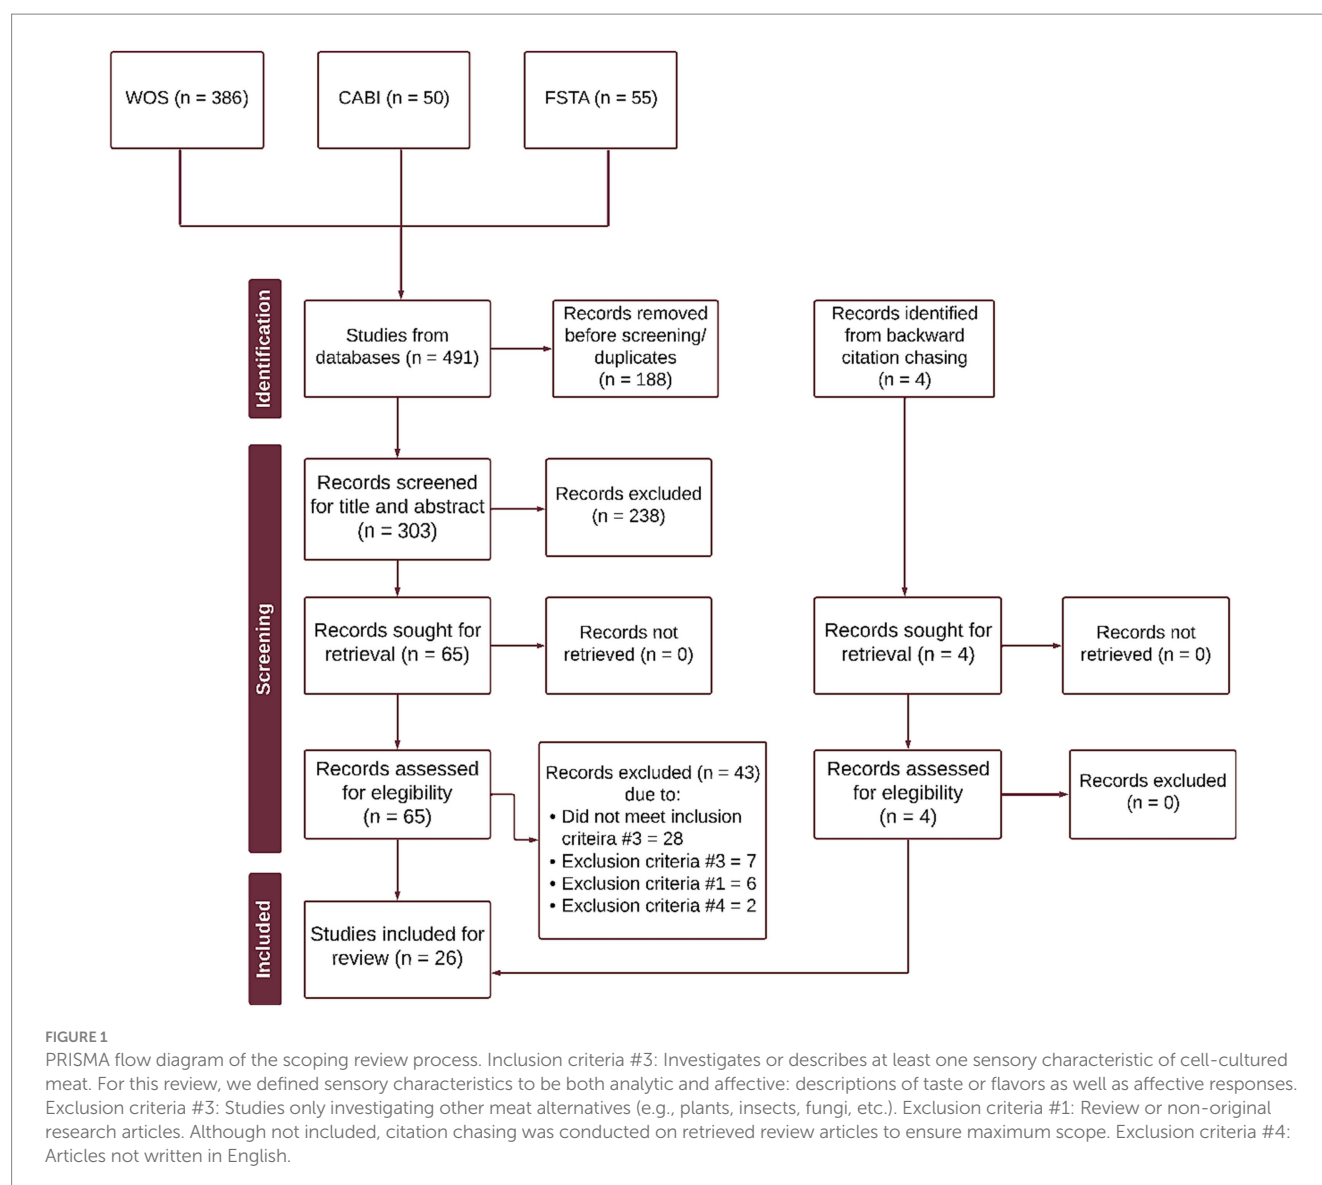 WOS (n = 386)
CABI (n = 50)
FSTA (n = 55)
Identification
Studies from
databases (n = 491)
Records removed
before screening/
duplicates
(n = 188)
Records identified
from backward
citation chasing
(n = 4)
Screening
Records screened
for title and abstract
(n = 303)
Records excluded
(n = 238)
Records sought for
retrieval (n = 65)
Records not
retrieved (n = 0)
Records sought for
retrieval (n = 4)
Records not
retrieved (n = 0)
Records assessed
for elegibility
(n = 65)
Records excluded (n = 43)
due to:
• Did not meet inclusion
criteira #3 = 28
• Exclusion criteria #3 = 7
• Exclusion criteria #1 = 6
• Exclusion criteria #4 = 2
Records assessed
for elegibility
(n = 4)
Records excluded
(n = 0)
Included
Studies included for
review (n = 26)
FIGURE 1
PRISMA flow diagram of the scoping review process. Inclusion criteria #3: Investigates or describes at least one sensory characteristic of cell-cultured
meat. For this review, we defined sensory characteristics to be both analytic and affective: descriptions of taste or flavors as well as affective responses.
Exclusion criteria #3: Studies only investigating other meat alternatives (e.g., plants, insects, fungi, etc.). Exclusion criteria #1: Review or non-original
research articles. Although not included, citation chasing was conducted on retrieved review articles to ensure maximum scope. Exclusion criteria #4:
Articles not written in English.